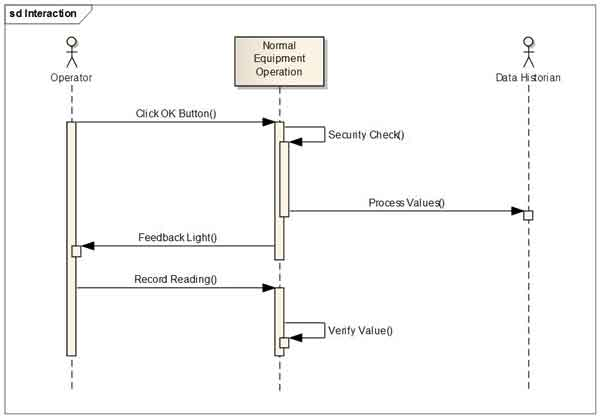 sd Interaction
Operator
Normal
Equipment
Operation
Data Historian
Click OK Button()
Security Check()
Process Values()
Feedback Light()
Record Reading()
Verify Value()